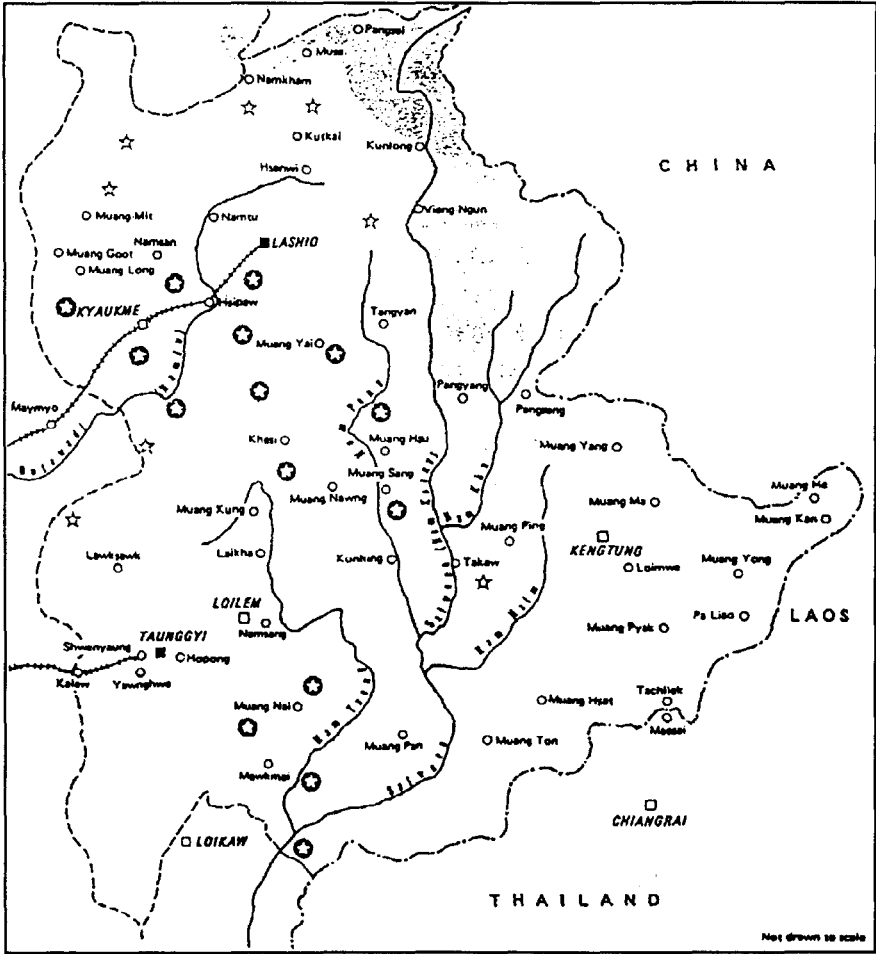 Pangsai
Muse
Namkham
Kutkai
Kunlong
CHINA
Hsenwi
Viang Ngun
Muang-Mit
Namtu
Muang Goot
Namsan
LASHIO
Muang Long
Hsipaw
KYAUKME
Tangyan
Muang Yai
Pangyang
Pangsang
Maymyo
Khesi
Muang Hau
Muang Yang
Muang Sang
Muang Nawng
Muang He
Muang Ma
Muang Kan
Muang Kung
Muang Ping
KENGTUNG
Laikha
Kunhing
Takaw
Loimwe
Muang Yong
Lawksawk
Nam Kha
LOILEM
Namsang
Pa Liao
LAOS
Muang Pyak
Shwenyaung
TAUNGGYI
Hopong
Kalaw
Yawnghwe
Muang Hsat
Tachilek
Maesai
Muang Nai
Muang Pan
Muang Ton
Mawkmai
CHIANGRAI
LOIKAW
THAILAND
Not drawn to scale